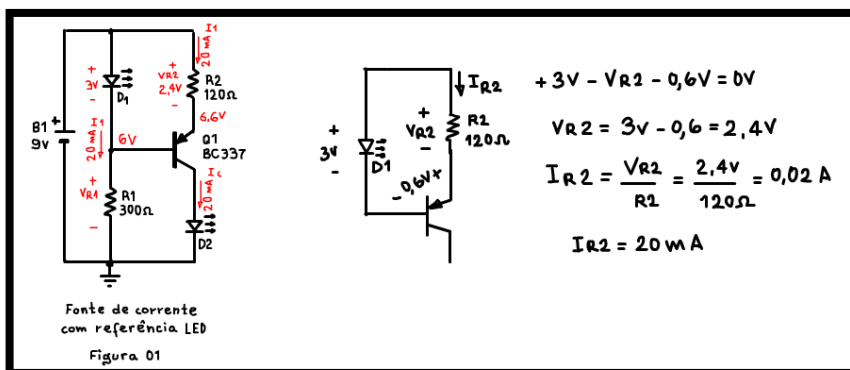 I1
20 mA
+
3V
-
D1
+
VR2
2,4V
-
R2
120Ω
6,6V
B1
+
9V
20 mA I1
6V
Q1
BC337
+
VR1
-
R1
300Ω
20 mA Ic
D2
Fonte de corrente
com referência LED
Figura 01
+
3V
-
D1
IR2
+
VR2
-
R2
120Ω
-0,6V+
+3V - VR2 - 0,6V = 0V
VR2 = 3V - 0,6 = 2,4V
IR2 = VR2/R2 = 2,4V/120Ω = 0,02 A
IR2 = 20 mA